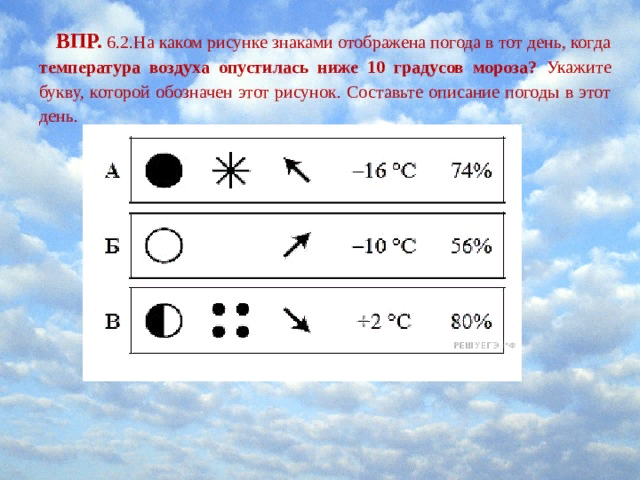 ВПР. 6.2.На каком рисунке знаками отображена погода в тот день, когда
температура воздуха опустилась ниже 10 градусов мороза? Укажите
букву, которой обозначен этот рисунок. Составьте описание погоды в этот
день.
А –16 °C 74%
Б –10 °C 56%
В +2 °C 80%
РЕШУЕГЭ.РФ